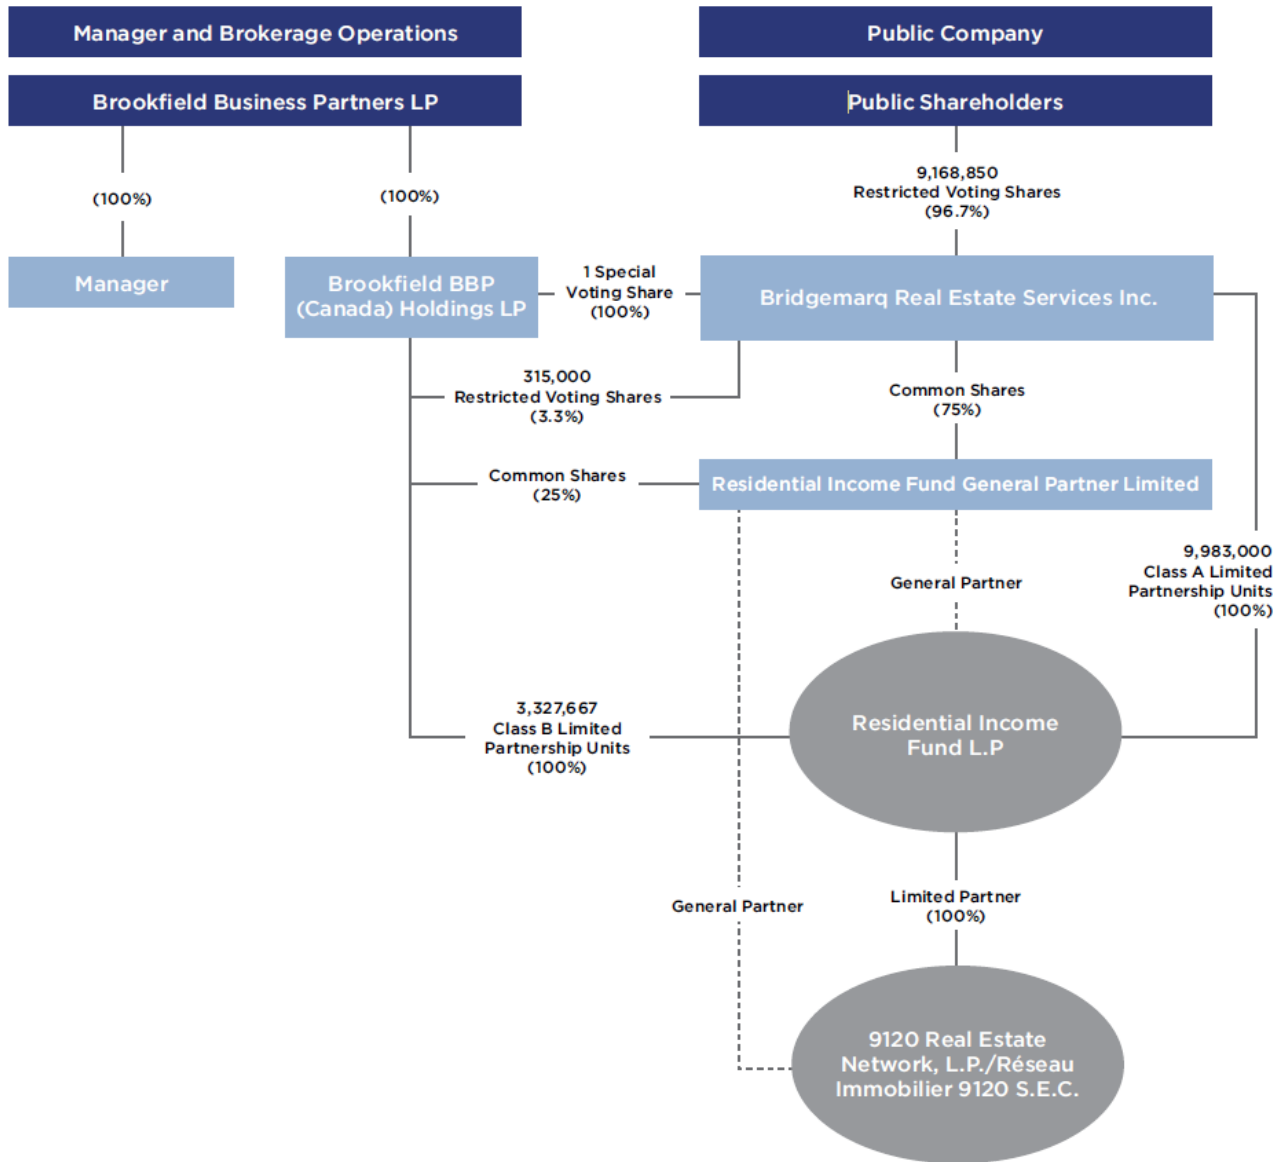 Manager and Brokerage Operations
Public Company
Brookfield Business Partners LP
Public Shareholders
(100%)
(100%)
9,168,850
Restricted Voting Shares
(96.7%)
Manager
Brookfield BBP
(Canada) Holdings LP
1 Special
Voting Share
(100%)
Bridgemarq Real Estate Services Inc.
315,000
Restricted Voting Shares
(3.3%)
Common Shares
(75%)
Common Shares
(25%)
Residential Income Fund General Partner Limited
9,983,000
Class A Limited
Partnership Units
(100%)
General Partner
3,327,667
Class B Limited
Partnership Units
(100%)
Residential Income
Fund L.P
General Partner
Limited Partner
(100%)
9120 Real Estate
Network, L.P./Réseau
Immobilier 9120 S.E.C.